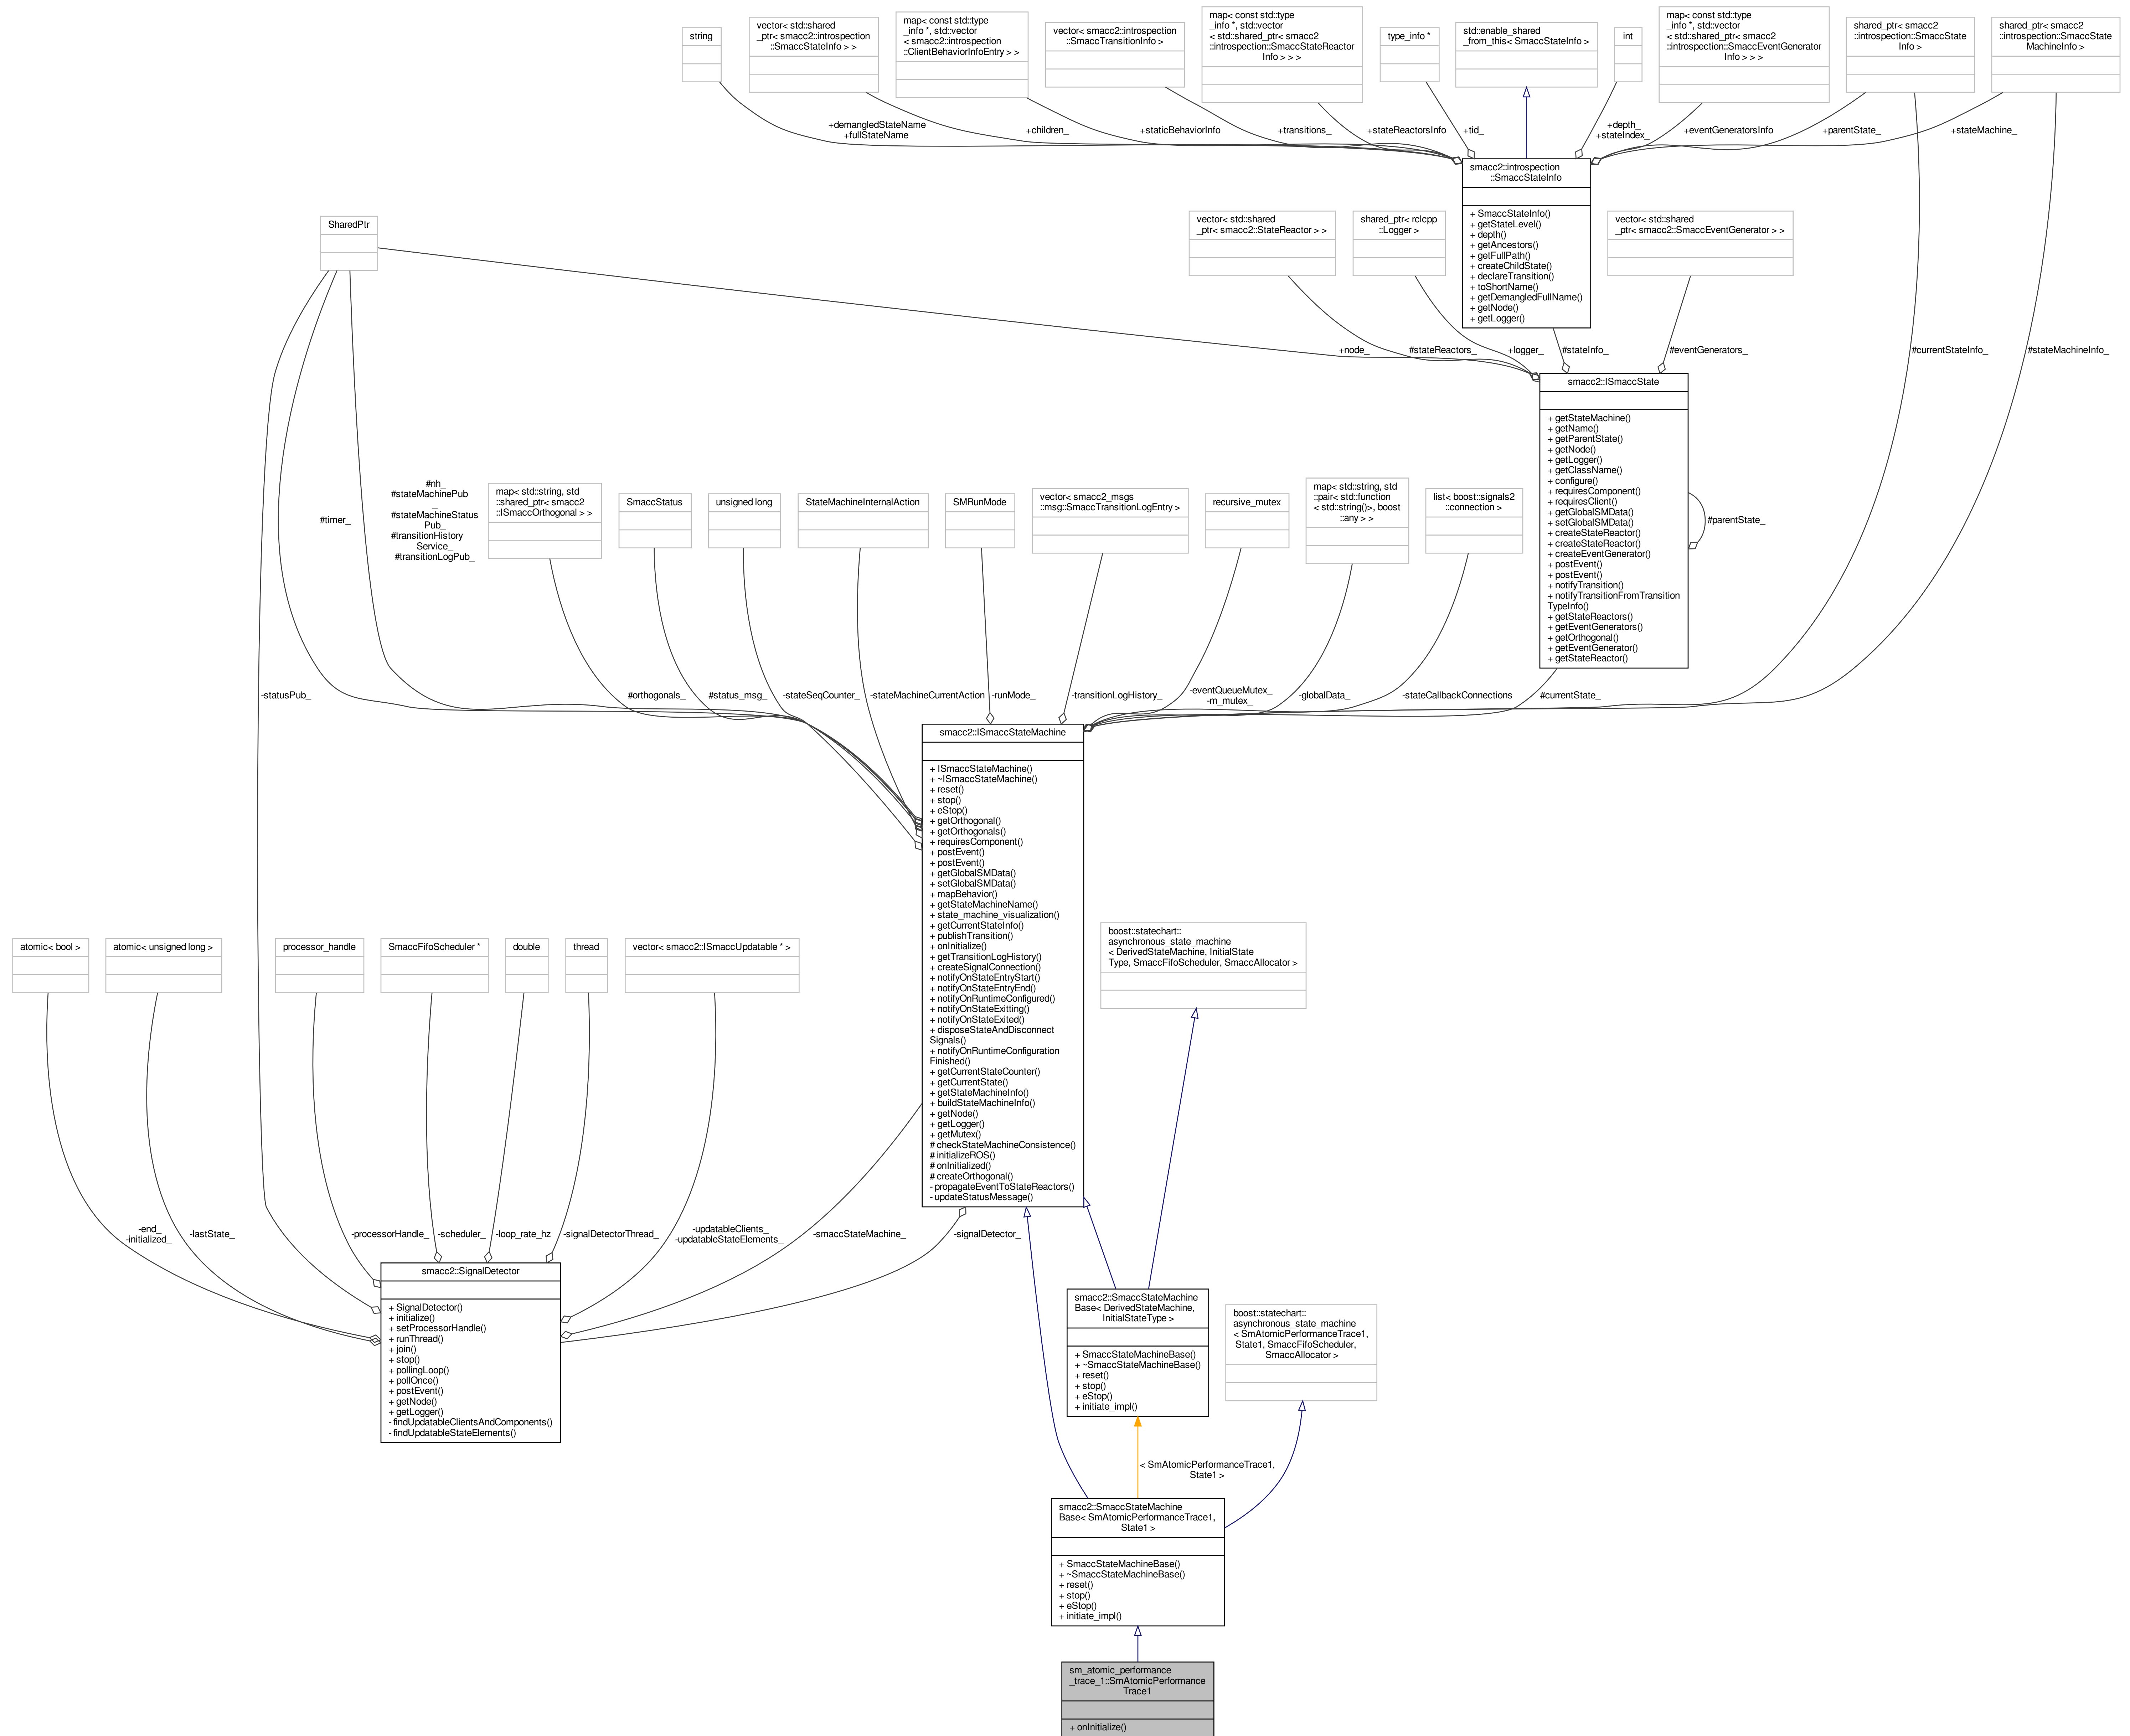 string
vector< std::shared
_ptr< smacc2::introspection
::SmaccStateInfo > >
map< const std::type
_info *, std::vector
< smacc2::introspection
::ClientBehaviorInfoEntry > >
vector< smacc2::introspection
::SmaccTransitionInfo >
map< const std::type
_info *, std::vector
< std::shared_ptr< smacc2
::introspection::SmaccStateReactor
Info > > >
type_info *
std::enable_shared
_from_this< SmaccStateInfo >
int
map< const std::type
_info *, std::vector
< std::shared_ptr< smacc2
::introspection::SmaccEventGenerator
Info > > >
shared_ptr< smacc2
::introspection::SmaccState
Info >
shared_ptr< smacc2
::introspection::SmaccState
MachineInfo >
+demangledStateName
+fullStateName
+children_
+staticBehaviorInfo
+transitions_
+stateReactorsInfo
+tid_
+depth_
+stateIndex_
+eventGeneratorsInfo
+parentState_
+stateMachine_
smacc2::introspection
::SmaccStateInfo
+ SmaccStateInfo()
+ getStateLevel()
+ depth()
+ getAncestors()
+ getFullPath()
+ createChildState()
+ declareTransition()
+ toShortName()
+ getDemangledFullName()
+ getNode()
+ getLogger()
SharedPtr
vector< std::shared
_ptr< smacc2::StateReactor > >
shared_ptr< rclcpp
::Logger >
vector< std::shared
_ptr< smacc2::SmaccEventGenerator > >
+node_
#stateReactors_
+logger_
#stateInfo_
#eventGenerators_
#currentStateInfo_
#stateMachineInfo_
smacc2::ISmaccState
+ getStateMachine()
+ getName()
+ getParentState()
+ getNode()
+ getLogger()
+ getClassName()
+ configure()
+ requiresComponent()
+ requiresClient()
+ getGlobalSMData()
+ setGlobalSMData()
+ createStateReactor()
+ createStateReactor()
+ createEventGenerator()
+ postEvent()
+ postEvent()
+ notifyTransition()
+ notifyTransitionFromTransition
TypeInfo()
+ getStateReactors()
+ getEventGenerators()
+ getOrthogonal()
+ getEventGenerator()
+ getStateReactor()
#parentState_
#timer_
#nh_
#stateMachinePub
_
#stateMachineStatus
Pub_
#transitionHistory
Service_
#transitionLogPub_
map< std::string, std
::shared_ptr< smacc2
::ISmaccOrthogonal > >
SmaccStatus
unsigned long
StateMachineInternalAction
SMRunMode
vector< smacc2_msgs
::msg::SmaccTransitionLogEntry >
recursive_mutex
map< std::string, std
::pair< std::function
< std::string()>, boost
::any > >
list< boost::signals2
::connection >
-statusPub_
#orthogonals_
#status_msg_
-stateSeqCounter_
-stateMachineCurrentAction
-runMode_
-transitionLogHistory_
-eventQueueMutex_
-m_mutex_
-globalData_
-stateCallbackConnections
#currentState_
smacc2::ISmaccStateMachine
+ ISmaccStateMachine()
+ ~ISmaccStateMachine()
+ reset()
+ stop()
+ eStop()
+ getOrthogonal()
+ getOrthogonals()
+ requiresComponent()
+ postEvent()
+ postEvent()
+ getGlobalSMData()
+ setGlobalSMData()
+ mapBehavior()
+ getStateMachineName()
+ state_machine_visualization()
+ getCurrentStateInfo()
+ publishTransition()
+ onInitialize()
+ getTransitionLogHistory()
+ createSignalConnection()
+ notifyOnStateEntryStart()
+ notifyOnStateEntryEnd()
+ notifyOnRuntimeConfigured()
+ notifyOnStateExitting()
+ notifyOnStateExited()
+ disposeStateAndDisconnect
Signals()
+ notifyOnRuntimeConfiguration
Finished()
+ getCurrentStateCounter()
+ getCurrentState()
+ getStateMachineInfo()
+ buildStateMachineInfo()
+ getNode()
+ getLogger()
+ getMutex()
# checkStateMachineConsistence()
# initializeROS()
# onInitialized()
# createOrthogonal()
- propagateEventToStateReactors()
- updateStatusMessage()
atomic< bool >
atomic< unsigned long >
processor_handle
SmaccFifoScheduler *
double
thread
vector< smacc2::ISmaccUpdatable * >
boost::statechart::
asynchronous_state_machine
< DerivedStateMachine, InitialState
Type, SmaccFifoScheduler, SmaccAllocator >
-end_
-initialized_
-lastState_
-processorHandle_
-scheduler_
-loop_rate_hz
-signalDetectorThread_
-updatableClients_
-updatableStateElements_
-smaccStateMachine_
-signalDetector_
smacc2::SignalDetector
+ SignalDetector()
+ initialize()
+ setProcessorHandle()
+ runThread()
+ join()
+ stop()
+ pollingLoop()
+ pollOnce()
+ postEvent()
+ getNode()
+ getLogger()
- findUpdatableClientsAndComponents()
- findUpdatableStateElements()
smacc2::SmaccStateMachine
Base< DerivedStateMachine,
InitialStateType >
+ SmaccStateMachineBase()
+ ~SmaccStateMachineBase()
+ reset()
+ stop()
+ eStop()
+ initiate_impl()
boost::statechart::
asynchronous_state_machine
< SmAtomicPerformanceTrace1,
State1, SmaccFifoScheduler,
SmaccAllocator >
< SmAtomicPerformanceTrace1,
State1 >
smacc2::SmaccStateMachine
Base< SmAtomicPerformanceTrace1,
State1 >
+ SmaccStateMachineBase()
+ ~SmaccStateMachineBase()
+ reset()
+ stop()
+ eStop()
+ initiate_impl()
sm_atomic_performance
_trace_1::SmAtomicPerformance
Trace1
+ onInitialize()